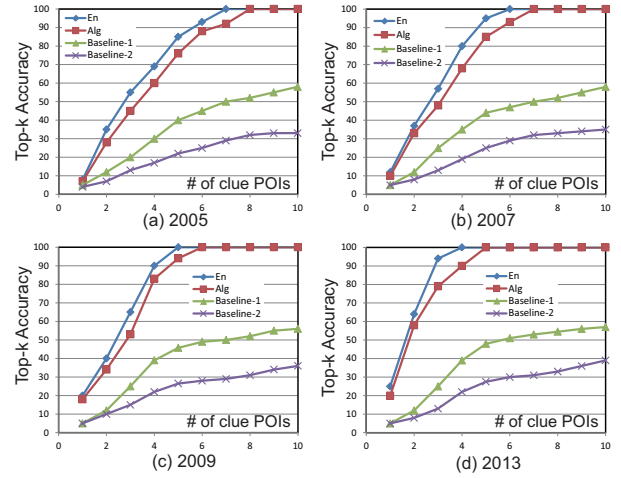 Top-k Accuracy
100
90
80
70
60
50
40
30
20
10
0
En
Alg
Baseline-1
Baseline-2
# of clue POIs
0 2 4 6 8 10
(a) 2005
Top-k Accuracy
100
90
80
70
60
50
40
30
20
10
0
En
Alg
Baseline-1
Baseline-2
# of clue POIs
0 2 4 6 8 10
(b) 2007
Top-k Accuracy
100
90
80
70
60
50
40
30
20
10
0
En
Alg
Baseline-1
Baseline-2
# of clue POIs
0 2 4 6 8 10
(c) 2009
Top-k Accuracy
100
90
80
70
60
50
40
30
20
10
0
En
Alg
Baseline-1
Baseline-2
# of clue POIs
0 2 4 6 8 10
(d) 2013